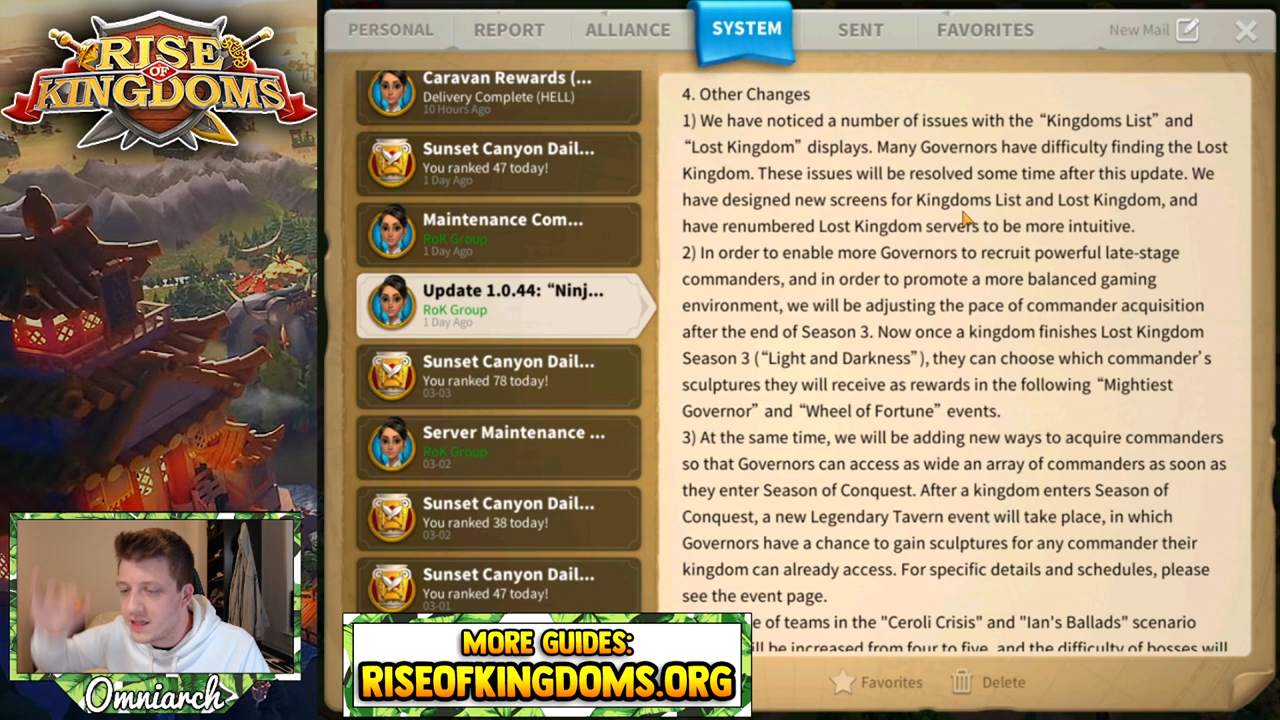 RISE
OF
KINGDOMS
PERSONAL
REPORT
ALLIANCE
SYSTEM
SENT
FAVORITES
New Mail
Caravan Rewards (...
Delivery Complete (HELL)
10 Hours Ago
Sunset Canyon Dail...
You ranked 47 today!
1 Day Ago
Maintenance Com...
RoK Group
1 Day Ago
Update 1.0.44: “Ninj...
RoK Group
1 Day Ago
Sunset Canyon Dail...
You ranked 78 today!
03-03
Server Maintenance ...
RoK Group
03-02
Sunset Canyon Dail...
You ranked 38 today!
03-02
Sunset Canyon Dail...
You ranked 47 today!
03-01
4. Other Changes
1) We have noticed a number of issues with the “Kingdoms List” and
“Lost Kingdom” displays. Many Governors have difficulty finding the Lost
Kingdom. These issues will be resolved some time after this update. We
have designed new screens for Kingdoms List and Lost Kingdom, and
have renumbered Lost Kingdom servers to be more intuitive.
2) In order to enable more Governors to recruit powerful late-stage
commanders, and in order to promote a more balanced gaming
environment, we will be adjusting the pace of commander acquisition
after the end of Season 3. Now once a kingdom finishes Lost Kingdom
Season 3 (“Light and Darkness”), they can choose which commander's
sculptures they will receive as rewards in the following “Mightiest
Governor” and “Wheel of Fortune” events.
3) At the same time, we will be adding new ways to acquire commanders
so that Governors can access as wide an array of commanders as soon as
they enter Season of Conquest. After a kingdom enters Season of
Conquest, a new Legendary Tavern event will take place, in which
Governors have a chance to gain sculptures for any commander their
kingdom can already access. For specific details and schedules, please
see the event page.
e of teams in the "Ceroli Crisis" and "Ian's Ballads" scenario
will be increased from four to five, and the difficulty of bosses will
Favorites
Delete
MORE GUIDES:
RISEOFKINGDOMS.ORG
Omniarch